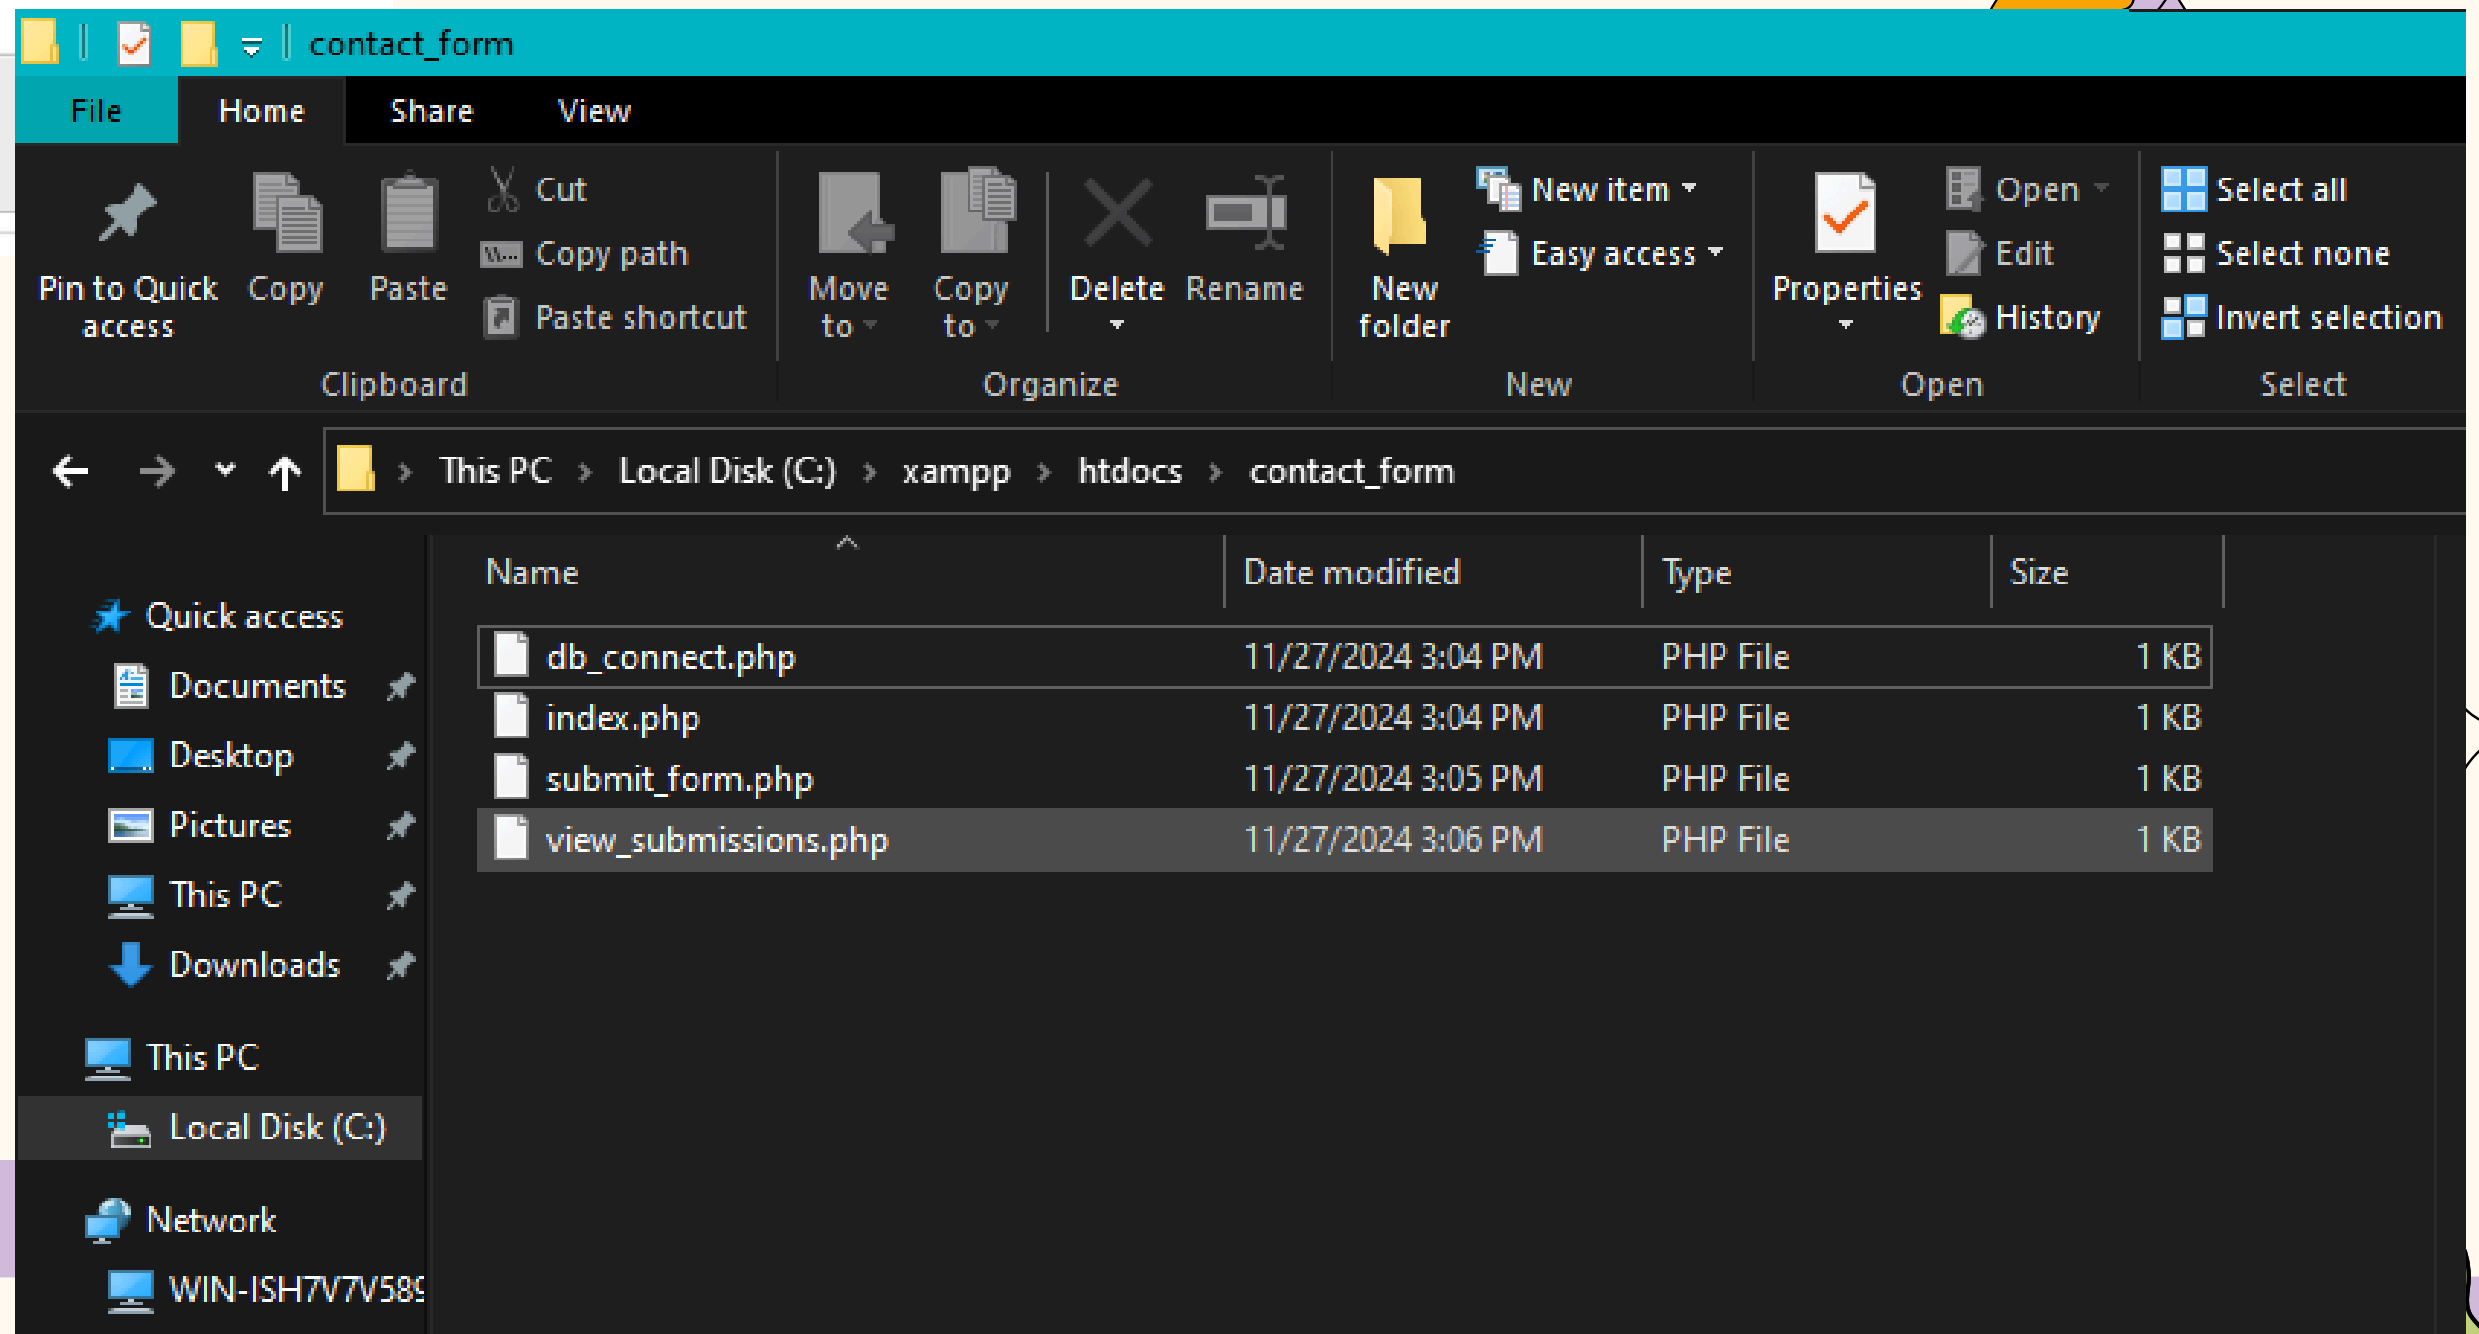 contact_form
File Home Share View
Pin to Quick access
Copy
Paste
Cut
Copy path
Paste shortcut
Clipboard
Move to
Copy to
Delete
Rename
Organize
New folder
New item
Easy access
New
Properties
Open
Edit
History
Open
Select all
Select none
Invert selection
Select
This PC > Local Disk (C:) > xampp > htdocs > contact_form
Name Date modified Type Size
db_connect.php 11/27/2024 3:04 PM PHP File 1 KB
index.php 11/27/2024 3:04 PM PHP File 1 KB
submit_form.php 11/27/2024 3:05 PM PHP File 1 KB
view_submissions.php 11/27/2024 3:06 PM PHP File 1 KB
Quick access
Documents
Desktop
Pictures
This PC
Downloads
This PC
Local Disk (C:)
Network
WIN-ISH7V7V589